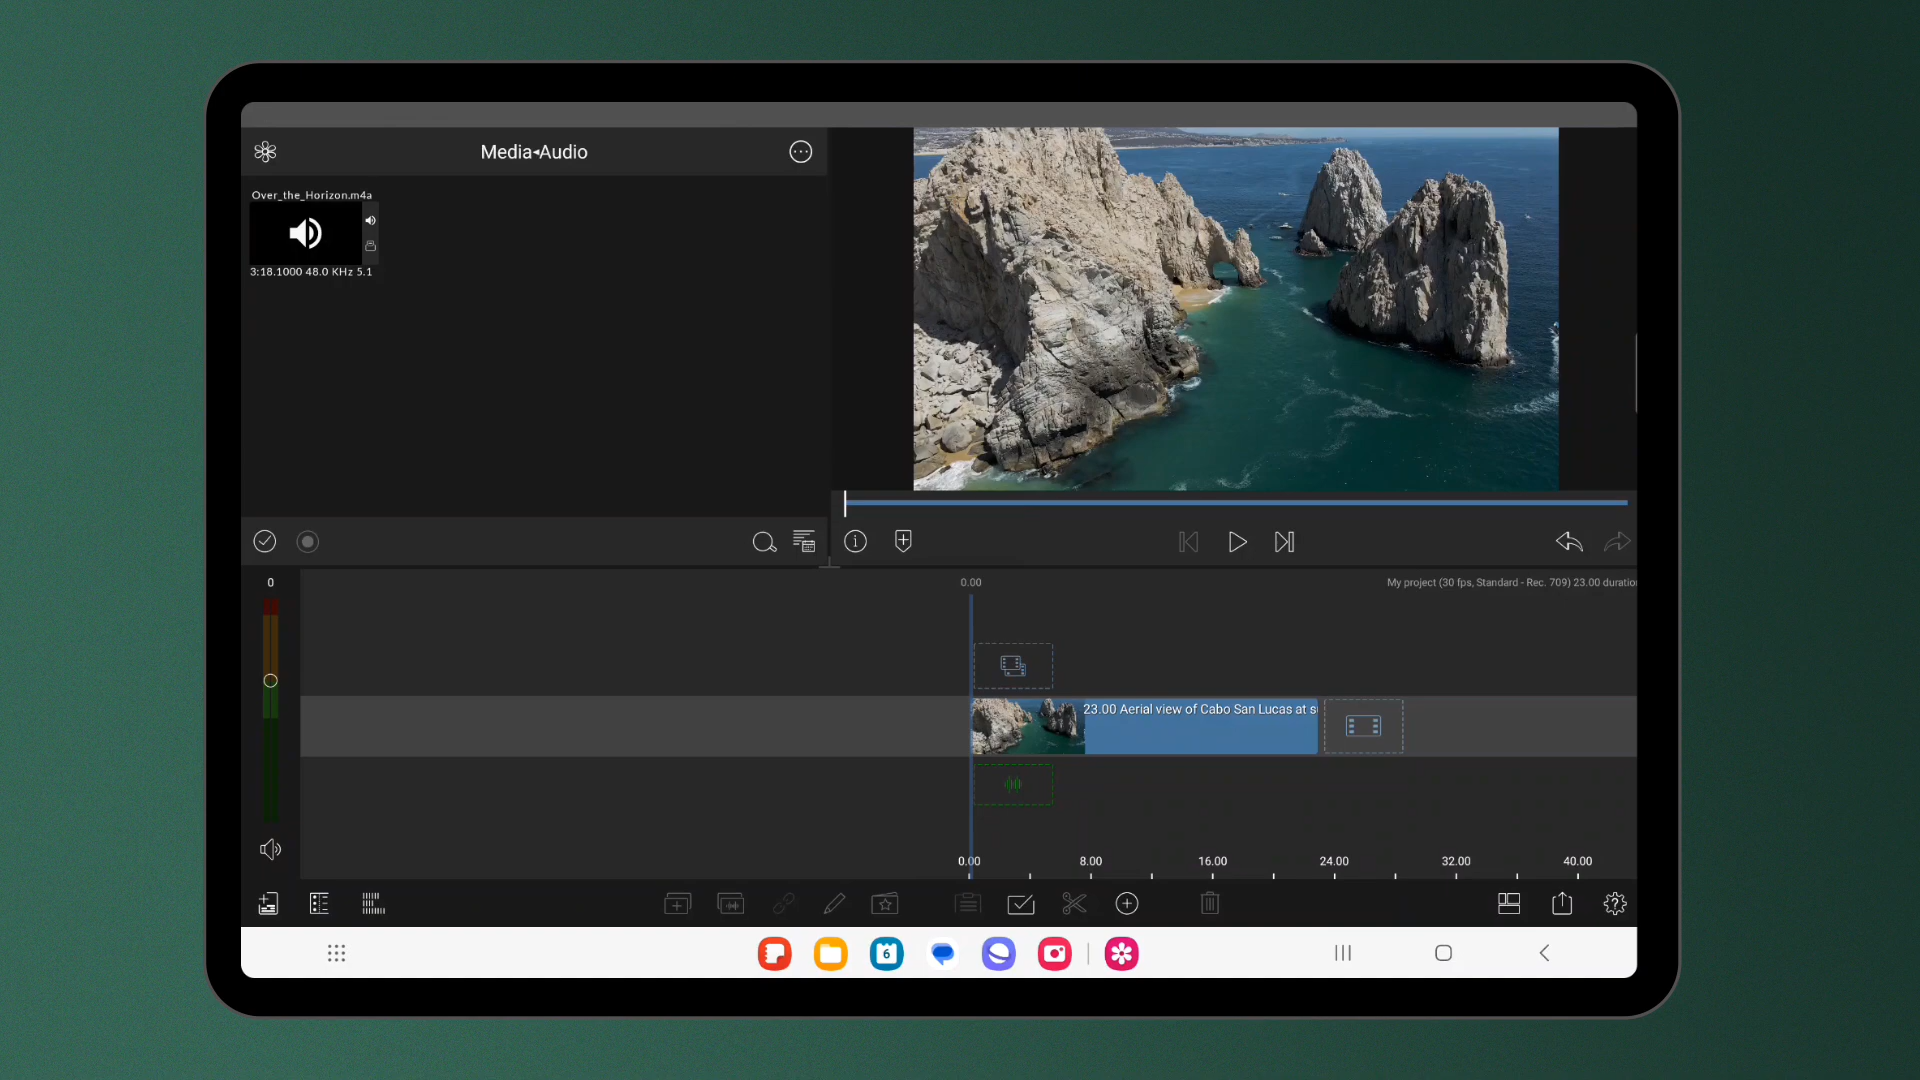 Media◂Audio
Over_the_Horizon.m4a
3:18.1000 48.0 KHz 5.1
0
0.00
My project (30 fps, Standard - Rec. 709) 23.00 duratio
23.00 Aerial view of Cabo San Lucas at s
0.00 8.00 16.00 24.00 32.00 40.00
6